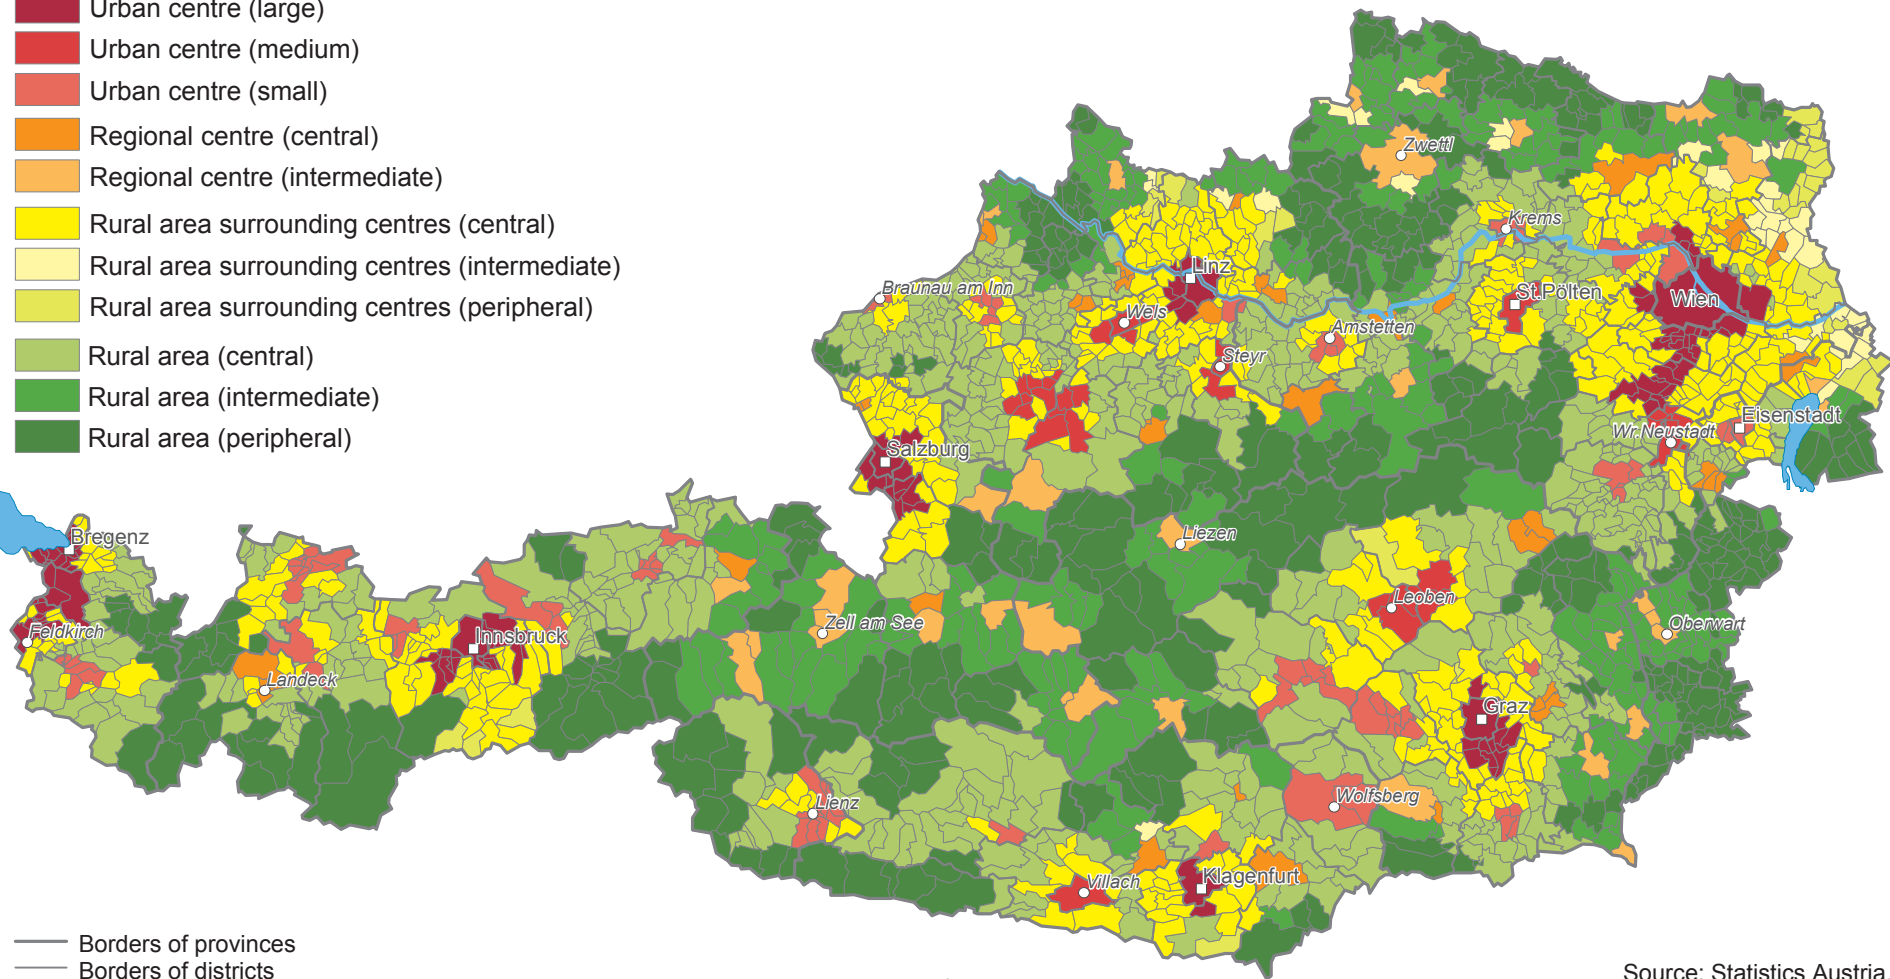 Urban centre (large)
Urban centre (medium)
Urban centre (small)
Regional centre (central)
Regional centre (intermediate)
Rural area surrounding centres (central)
Rural area surrounding centres (intermediate)
Rural area surrounding centres (peripheral)
Rural area (central)
Rural area (intermediate)
Rural area (peripheral)
Zwettl
Krems
Linz
Braunau am Inn
St.Pölten
Wien
Wels
Amstetten
Steyr
Eisenstadt
Wr.Neustadt
Salzburg
Liezen
Bregenz
Leoben
Zell am See
Oberwart
Feldkirch
Innsbruck
Landeck
Graz
Lienz
Wolfsberg
Villach
Klagenfurt
Borders of provinces
Borders of districts
Source: Statistics Austria